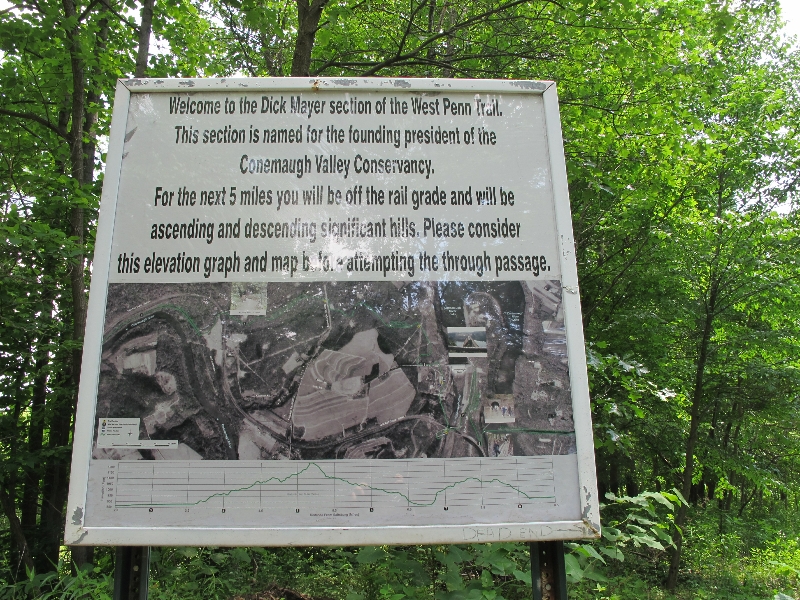 Welcome to the Dick Mayer section of the West Penn Trail.
This section is named for the founding president of the
Conemaugh Valley Conservancy.
For the next 5 miles you will be off the rail grade and will be
ascending and descending significant hills. Please consider
this elevation graph and map before attempting the through passage.
DEAD END